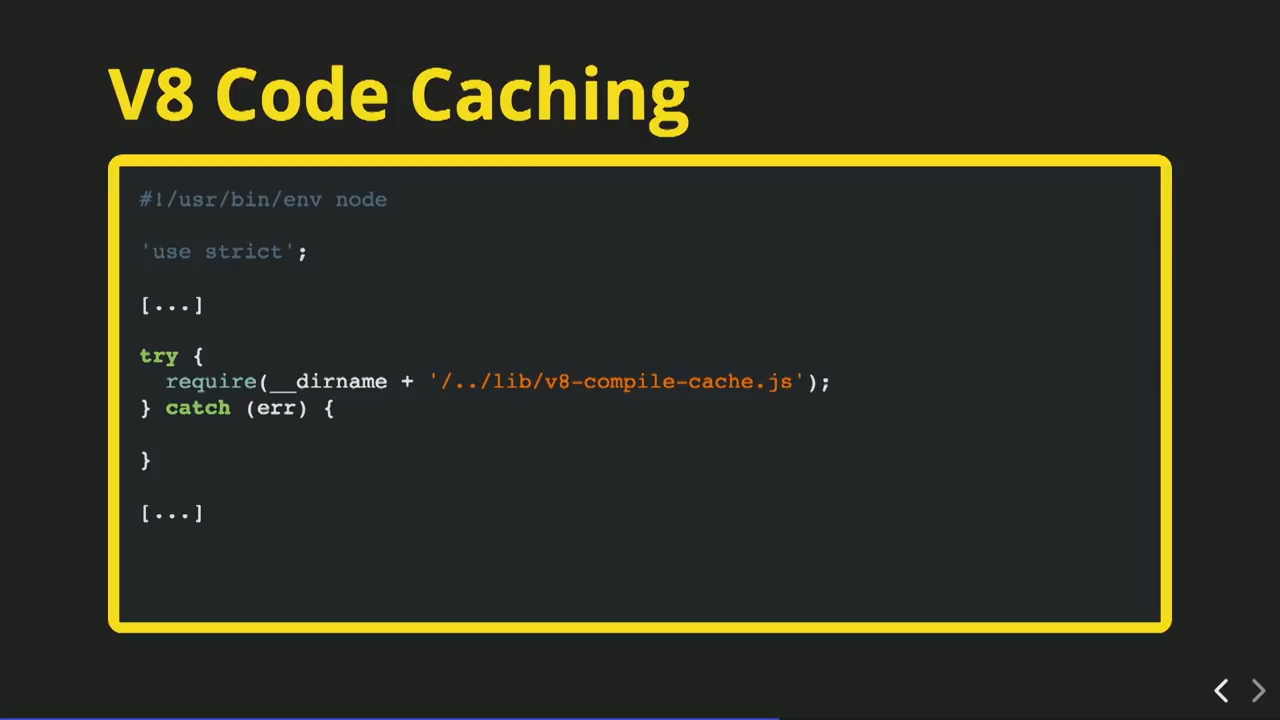 V8 Code Caching
#!/usr/bin/env node
'use strict';
[...]
try {
  require(__dirname + '/../lib/v8-compile-cache.js');
} catch (err) {
}
[...]